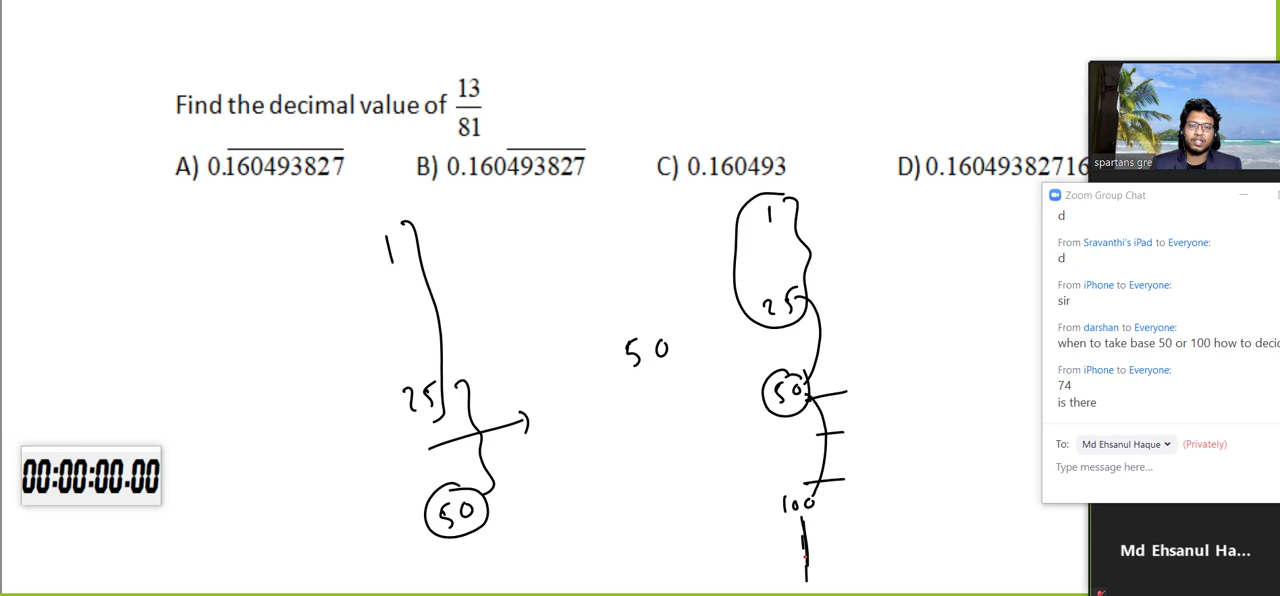 Find the decimal value of 13/81
A) 0.160493827 B) 0.160493827 C) 0.160493 D) 0.16049382716
spartans gre
Zoom Group Chat
d
From Sravanthi's iPad to Everyone:
d
From iPhone to Everyone:
sir
From darshan to Everyone:
when to take base 50 or 100 how to decid
From iPhone to Everyone:
74
is there
To: Md Ehsanul Haque (Privately)
Type message here...
Md Ehsanul Ha...
1
25
50
50
1
25
50
100
00:00:00.00